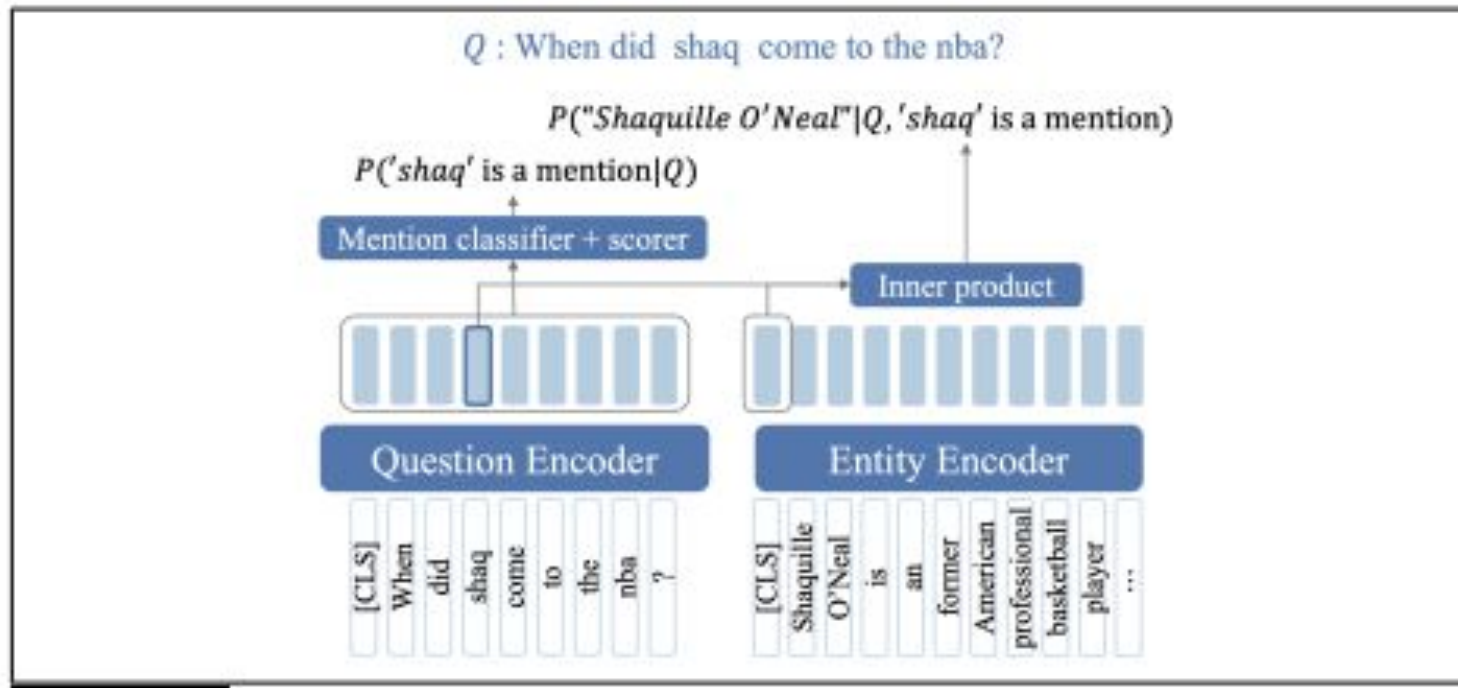 Q : When did shaq come to the nba?
P("Shaquille O'Neal"|Q, 'shaq' is a mention)
P('shaq' is a mention|Q)
Mention classifier + scorer
Inner product
Question Encoder
Entity Encoder
[CLS] When did shaq come to the nba ?
[CLS] Shaquille O'Neal is an former American professional basketball player ...